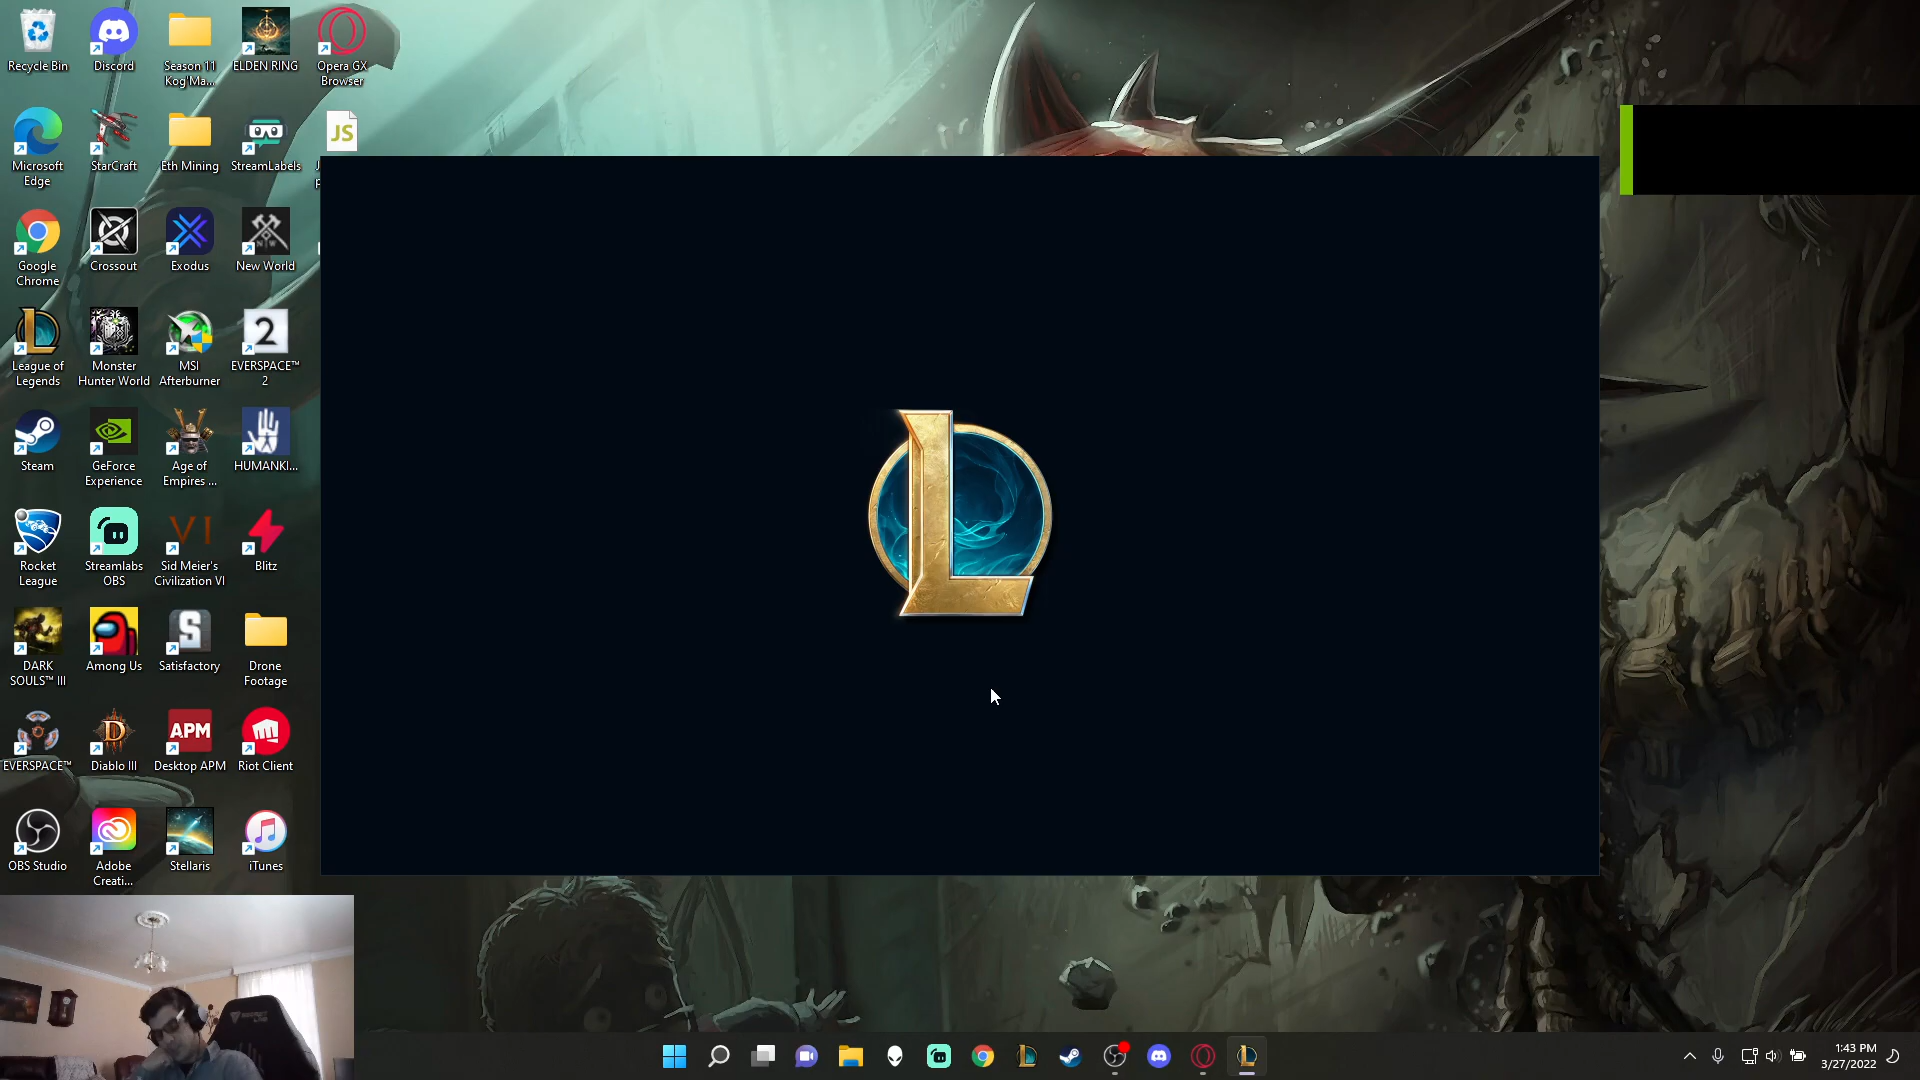 Recycle Bin
Discord
Season 11
Kog'Ma...
ELDEN RING
Opera GX
Browser
Microsoft
Edge
StarCraft
Eth Mining
StreamLabels
JS
Google
Chrome
Crossout
Exodus
New World
League of
Legends
Monster
Hunter World
MSI
Afterburner
2
EVERSPACE™
2
Steam
GeForce
Experience
Age of
Empires ...
HUMANKI...
Rocket
League
Streamlabs
OBS
VI
Sid Meier's
Civilization VI
Blitz
DARK
SOULS™ III
Among Us
S
Satisfactory
Drone
Footage
EVERSPACE™
D
Diablo III
APM
Desktop APM
Riot Client
OBS Studio
Adobe
Creati...
Stellaris
iTunes
L
1:43 PM
3/27/2022